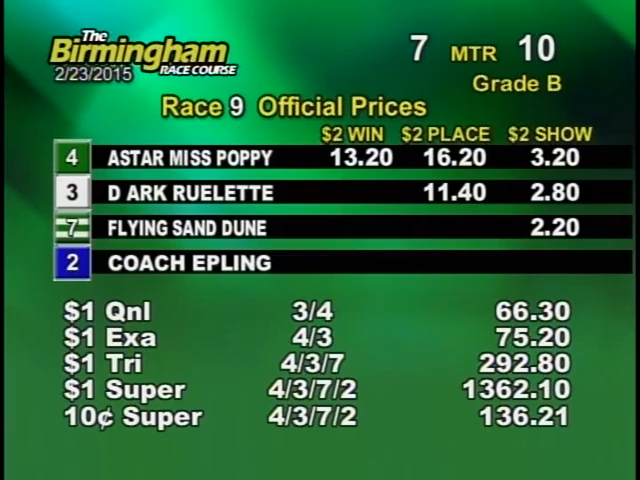 The
Birmingham
RACE COURSE
2/23/2015
7 MTR 10
Grade B
Race 9 Official Prices
$2 WIN $2 PLACE $2 SHOW
4 ASTAR MISS POPPY 13.20 16.20 3.20
3 D ARK RUELETTE 11.40 2.80
7 FLYING SAND DUNE 2.20
2 COACH EPLING
$1 Qnl 3/4 66.30
$1 Exa 4/3 75.20
$1 Tri 4/3/7 292.80
$1 Super 4/3/7/2 1362.10
10¢ Super 4/3/7/2 136.21